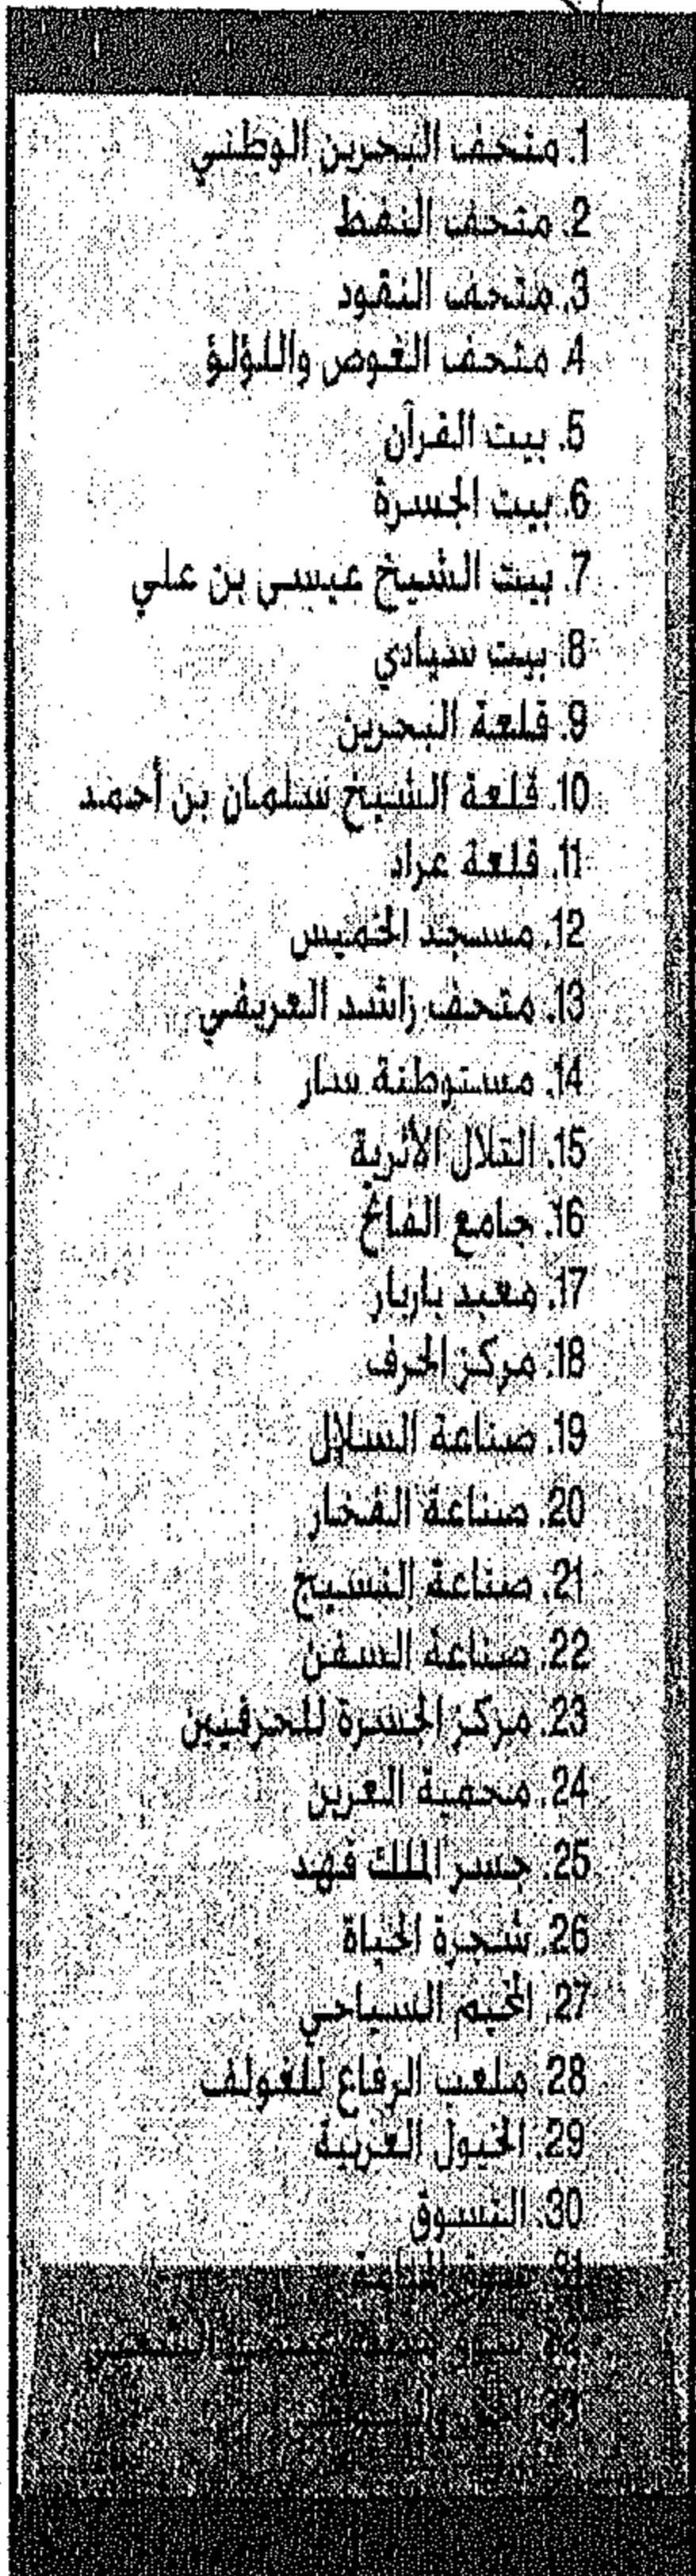 1. متحف البحرين الوطني
2. متحف النفط
3. متحف النقود
4. متحف الغوص واللؤلؤ
5. بيت القرآن
6. بيت الجسرة
7. بيت الشيخ عيسى بن علي
8. بيت سيادي
9. قلعة البحرين
10. قلعة الشيخ سلمان بن أحمد
11. قلعة عراد
12. مسجد الخميس
13. متحف راشد العريفي
14. مستوطنة سار
15. التلال الأثرية
16. جامع الفاتح
17. معبد باربار
18. مركز الحرف
19. صناعة السلال
20. صناعة الفخار
21. صناعة النسيج
22. صناعة السفن
23. مركز الجسرة للحرفيين
24. محمية العرين
25. جسر الملك فهد
26. شجرة الحياة
27. المخيم السياحي
28. ملعب الرفاع للغولف
29. الخيول العربية
30. التسوق
31.
32. سوق
33.